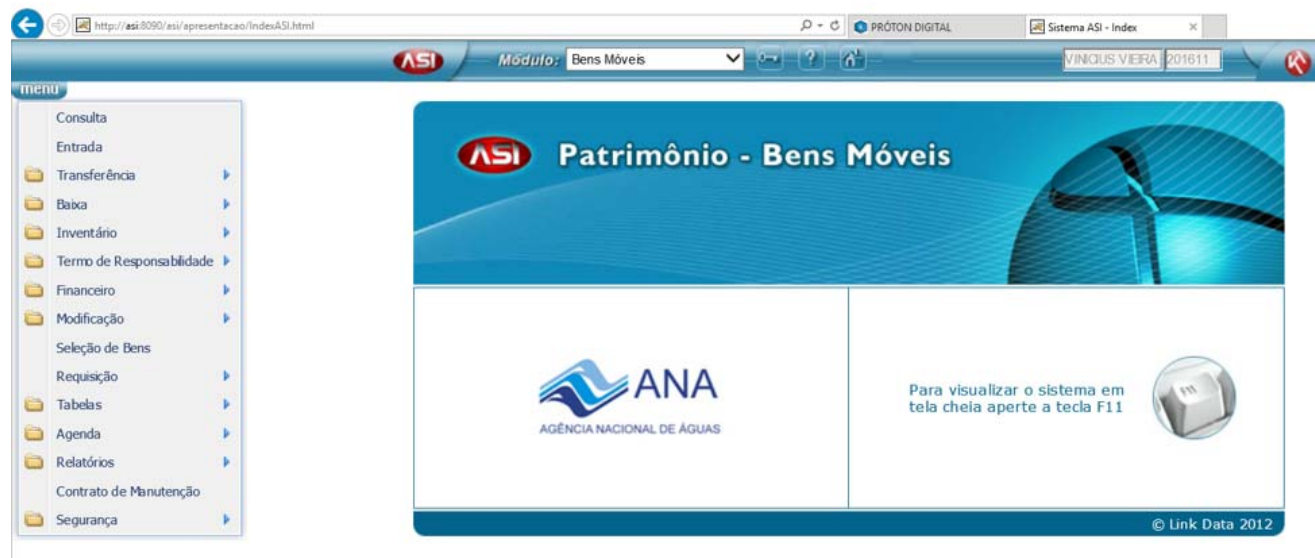 http://asi:8090/asi/apresentacao/IndexASI.html
PRÓTON DIGITAL
Sistema ASI - Index
ASI
Módulo:
Bens Móveis
VINICIUS VIEIRA
201611
menu
Consulta
Entrada
Transferência
Baixa
Inventário
Termo de Responsabilidade
Financeiro
Modificação
Seleção de Bens
Requisição
Tabelas
Agenda
Relatórios
Contrato de Manutenção
Segurança
ASI Patrimônio - Bens Móveis
ANA
AGÊNCIA NACIONAL DE ÁGUAS
Para visualizar o sistema em
tela cheia aperte a tecla F11
F11
© Link Data 2012